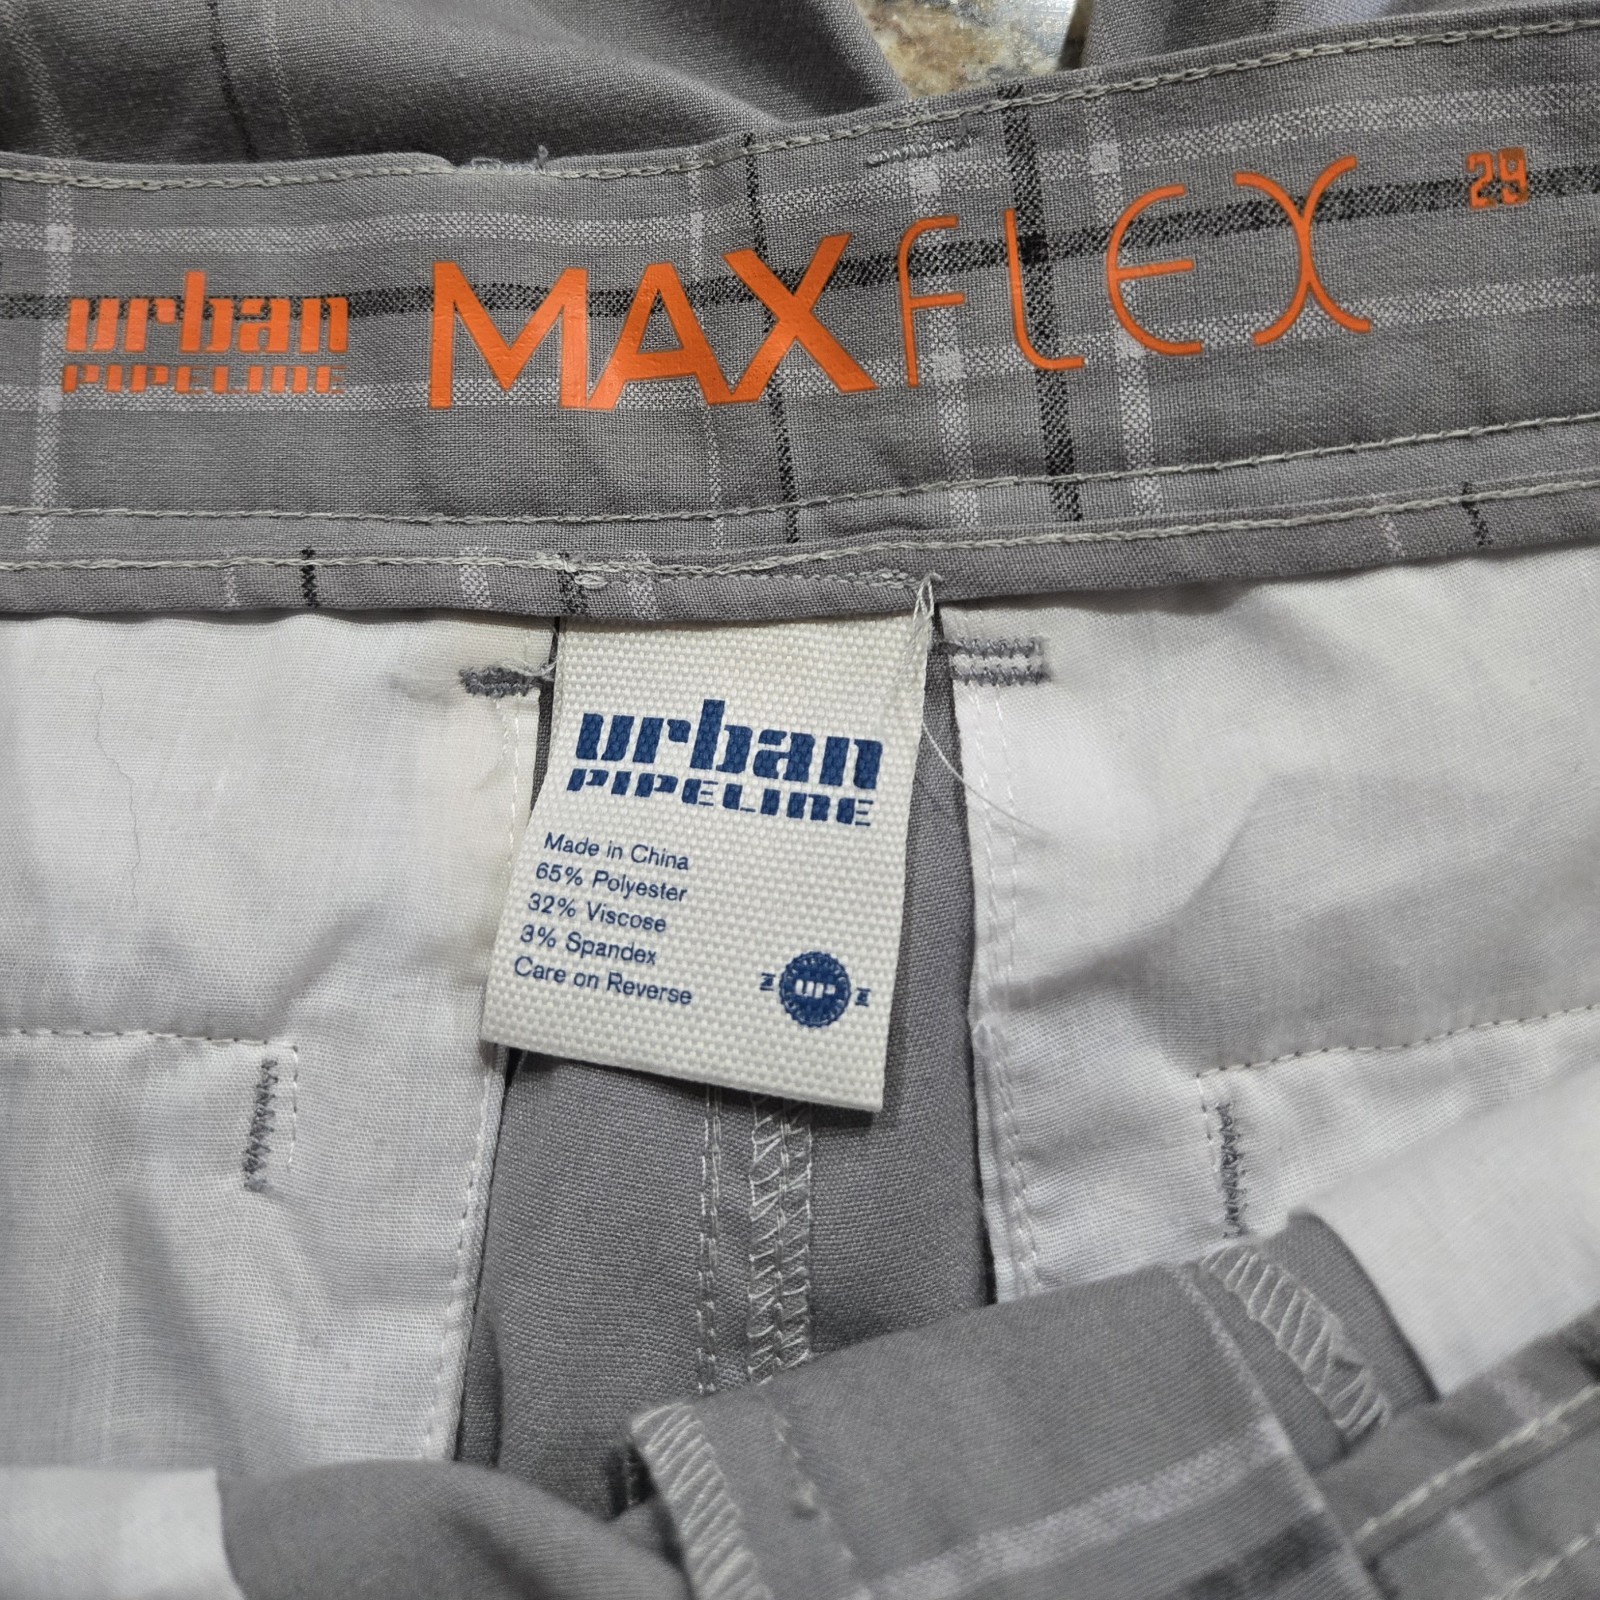 urban
PIPELINE
MAXFLEX
29
urban
PIPELINE
Made in China
65% Polyester
32% Viscose
3% Spandex
Care on Reverse
UP